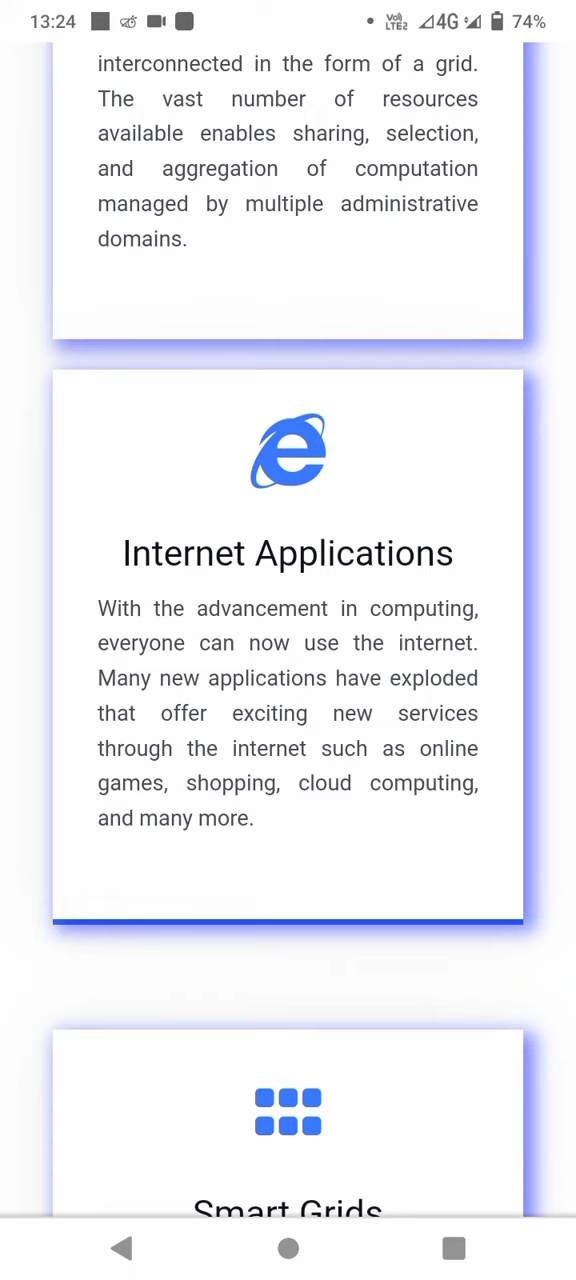 13:24
Vo)
LTE2
4G
74%
interconnected in the form of a grid.
The vast number of resources
available enables sharing, selection,
and aggregation of computation
managed by multiple administrative
domains.
Internet Applications
With the advancement in computing,
everyone can now use the internet.
Many new applications have exploded
that offer exciting new services
through the internet such as online
games, shopping, cloud computing,
and many more.
Smart Grids